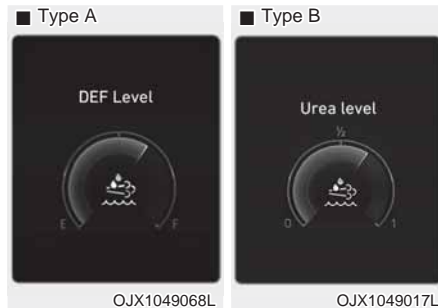 ■ Type A
DEF Level
E F
OJX1049068L
■ Type B
Urea level
½
0 1
OJX1049017L